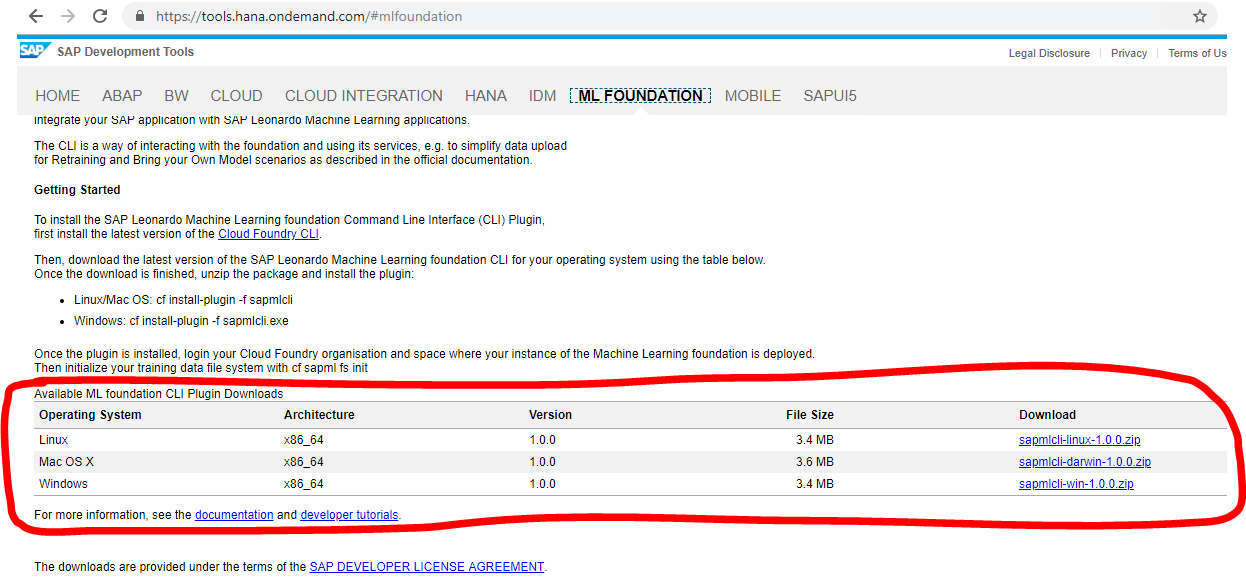 https://tools.hana.ondemand.com/#mlfoundation
SAP SAP Development Tools
Legal Disclosure Privacy Terms of Us
HOME ABAP BW CLOUD CLOUD INTEGRATION HANA IDM ML FOUNDATION MOBILE SAPUI5
integrate your SAP application with SAP Leonardo Machine Learning applications.
The CLI is a way of interacting with the foundation and using its services, e.g. to simplify data upload
for Retraining and Bring your Own Model scenarios as described in the official documentation.
Getting Started
To install the SAP Leonardo Machine Learning foundation Command Line Interface (CLI) Plugin,
first install the latest version of the Cloud Foundry CLI.
Then, download the latest version of the SAP Leonardo Machine Learning foundation CLI for your operating system using the table below.
Once the download is finished, unzip the package and install the plugin:
• Linux/Mac OS: cf install-plugin -f sapmlcli
• Windows: cf install-plugin -f sapmlcli.exe
Once the plugin is installed, login your Cloud Foundry organisation and space where your instance of the Machine Learning foundation is deployed.
Then initialize your training data file system with cf sapml fs init
Available ML foundation CLI Plugin Downloads
Operating System Architecture Version File Size Download
Linux x86_64 1.0.0 3.4 MB sapmlcli-linux-1.0.0.zip
Mac OS X x86_64 1.0.0 3.6 MB sapmlcli-darwin-1.0.0.zip
Windows x86_64 1.0.0 3.4 MB sapmlcli-win-1.0.0.zip
For more information, see the documentation and developer tutorials.
The downloads are provided under the terms of the SAP DEVELOPER LICENSE AGREEMENT.